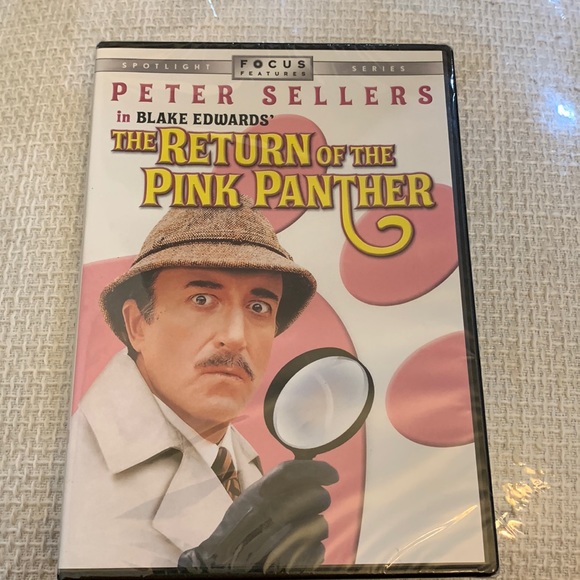 SPOTLIGHT FOCUS FEATURES SERIES
PETER SELLERS
in BLAKE EDWARDS'
THE RETURN OF THE
PINK PANTHER